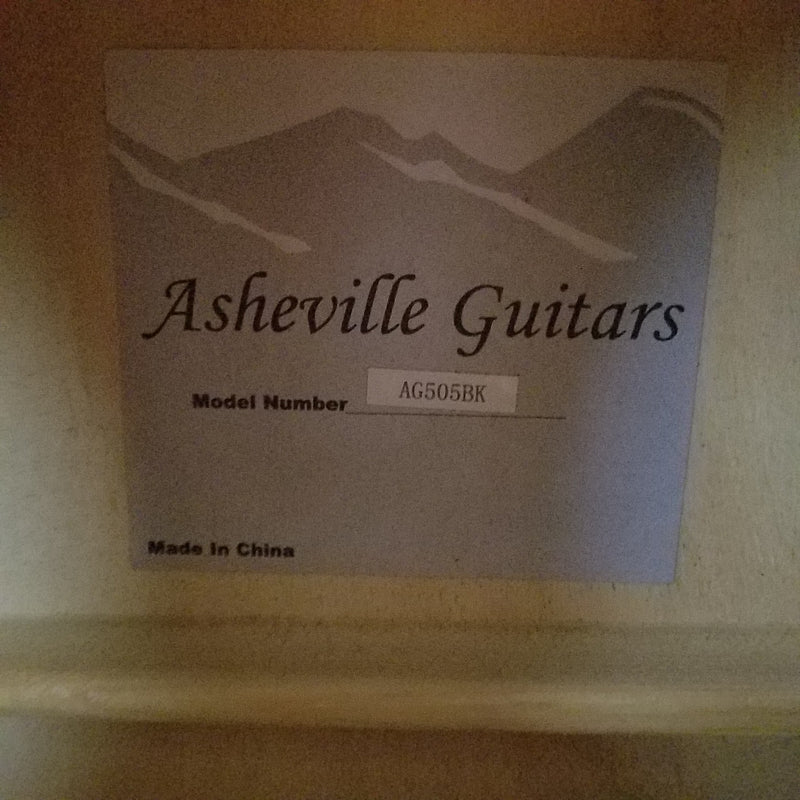 Asheville Guitars
Model Number AG505BK
Made In China